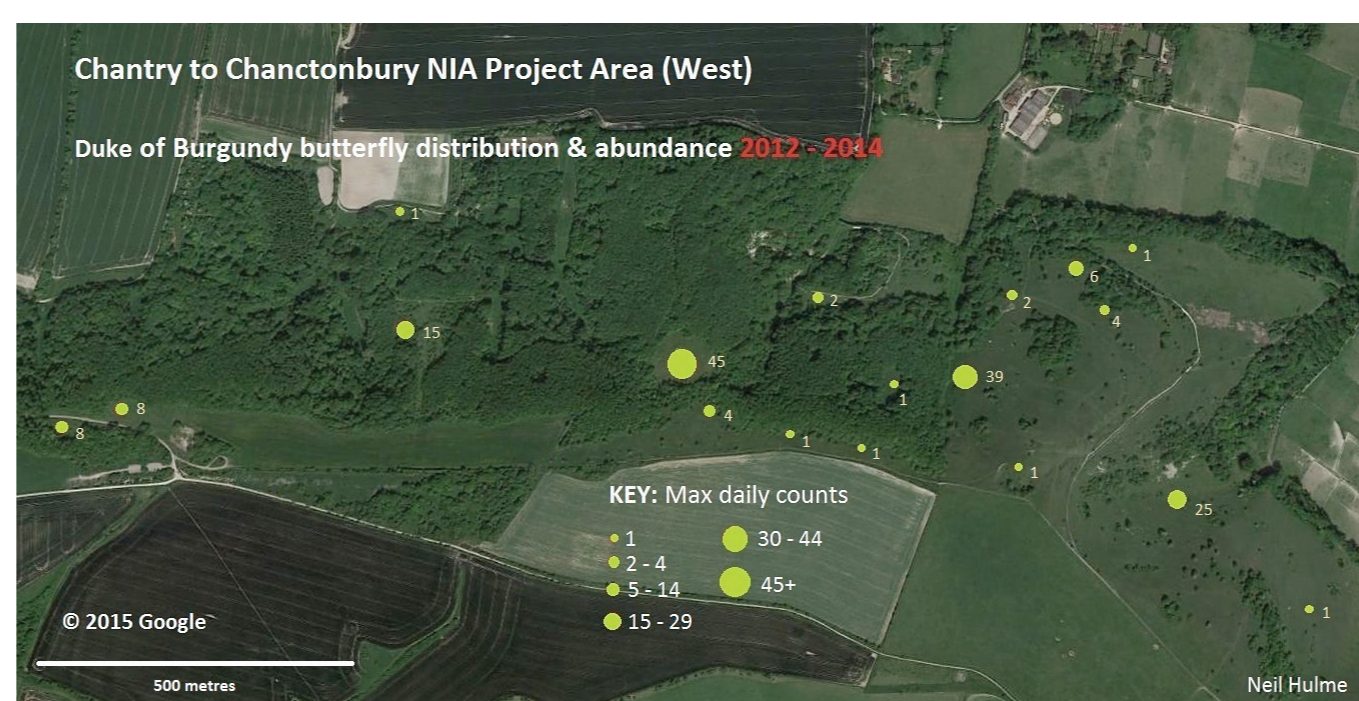 Chantry to Chanctonbury NIA Project Area (West)
Duke of Burgundy butterfly distribution & abundance 2012 - 2014
1
1
6
2
2
4
15
45
39
1
8
4
8
1
1
1
25
KEY: Max daily counts
1
30 - 44
2 - 4
5 - 14
45+
15 - 29
1
© 2015 Google
500 metres
Neil Hulme